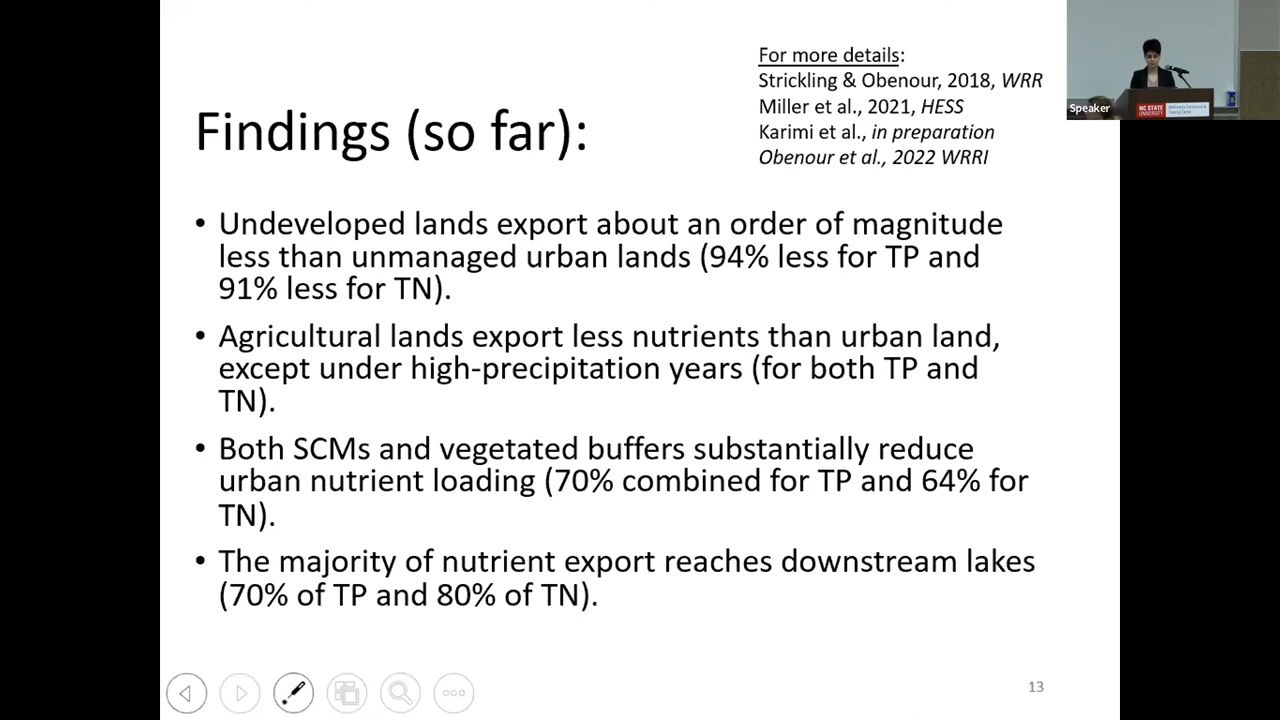 For more details:
Strickling & Obenour, 2018, WRR
Miller et al., 2021, HESS
Karimi et al., in preparation
Obenour et al., 2022 WRRI
Speaker
NC STATE
UNIVERSITY
Findings (so far):
• Undeveloped lands export about an order of magnitude
less than unmanaged urban lands (94% less for TP and
91% less for TN).
• Agricultural lands export less nutrients than urban land,
except under high-precipitation years (for both TP and
TN).
• Both SCMs and vegetated buffers substantially reduce
urban nutrient loading (70% combined for TP and 64% for
TN).
• The majority of nutrient export reaches downstream lakes
(70% of TP and 80% of TN).
13